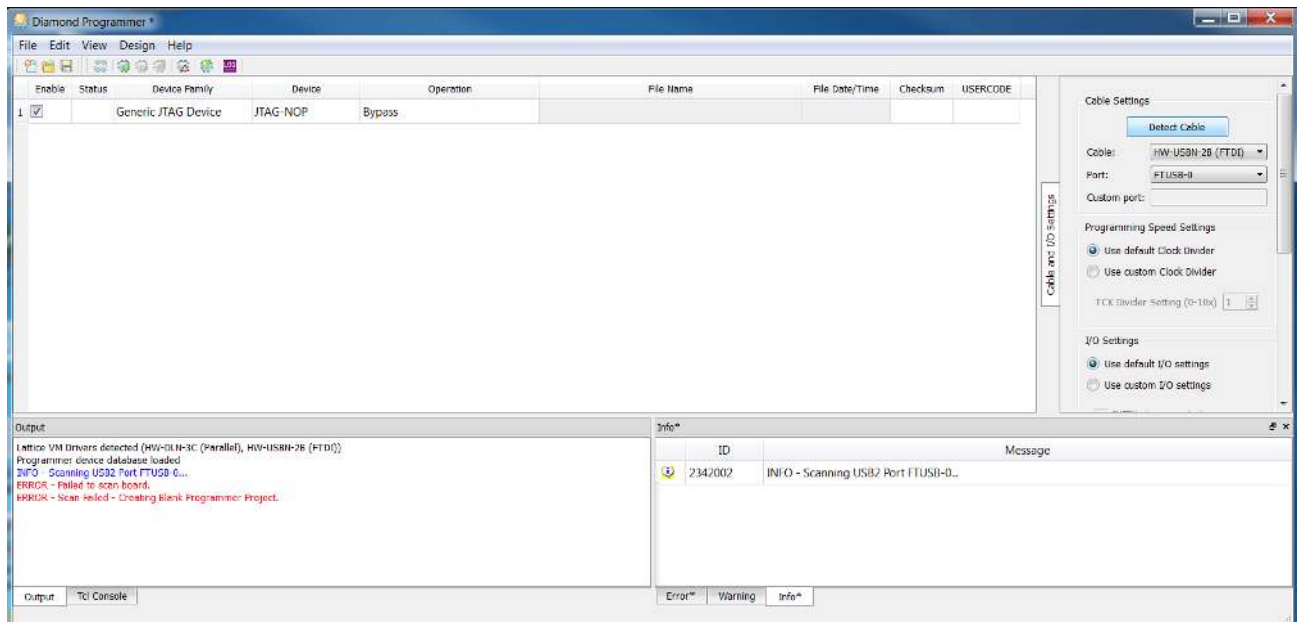 Diamond Programmer *
File Edit View Design Help
Enable Status Device Family Device Operation File Name File Date/Time Checksum USERCODE
1 Generic JTAG Device JTAG-NOP Bypass
Cable and I/O Settings
Cable Settings
Detect Cable
Cable: HW-USBN-2B (FTDI)
Port: FTUSB-0
Custom port:
Programming Speed Settings
Use default Clock Divider
Use custom Clock Divider
TCK Divider Setting (0-10x) 1
I/O Settings
Use default I/O settings
Use custom I/O settings
Output
Lattice VM Drivers detected (HW-DLN-3C (Parallel), HW-USBN-2B (FTDI))
Programmer device database loaded
INFO - Scanning USB2 Port FTUSB-0...
ERROR - Failed to scan board.
ERROR - Scan Failed - Creating Blank Programmer Project.
Output Tcl Console
Info*
ID Message
2342002 INFO - Scanning USB2 Port FTUSB-0...
Error* Warning Info*